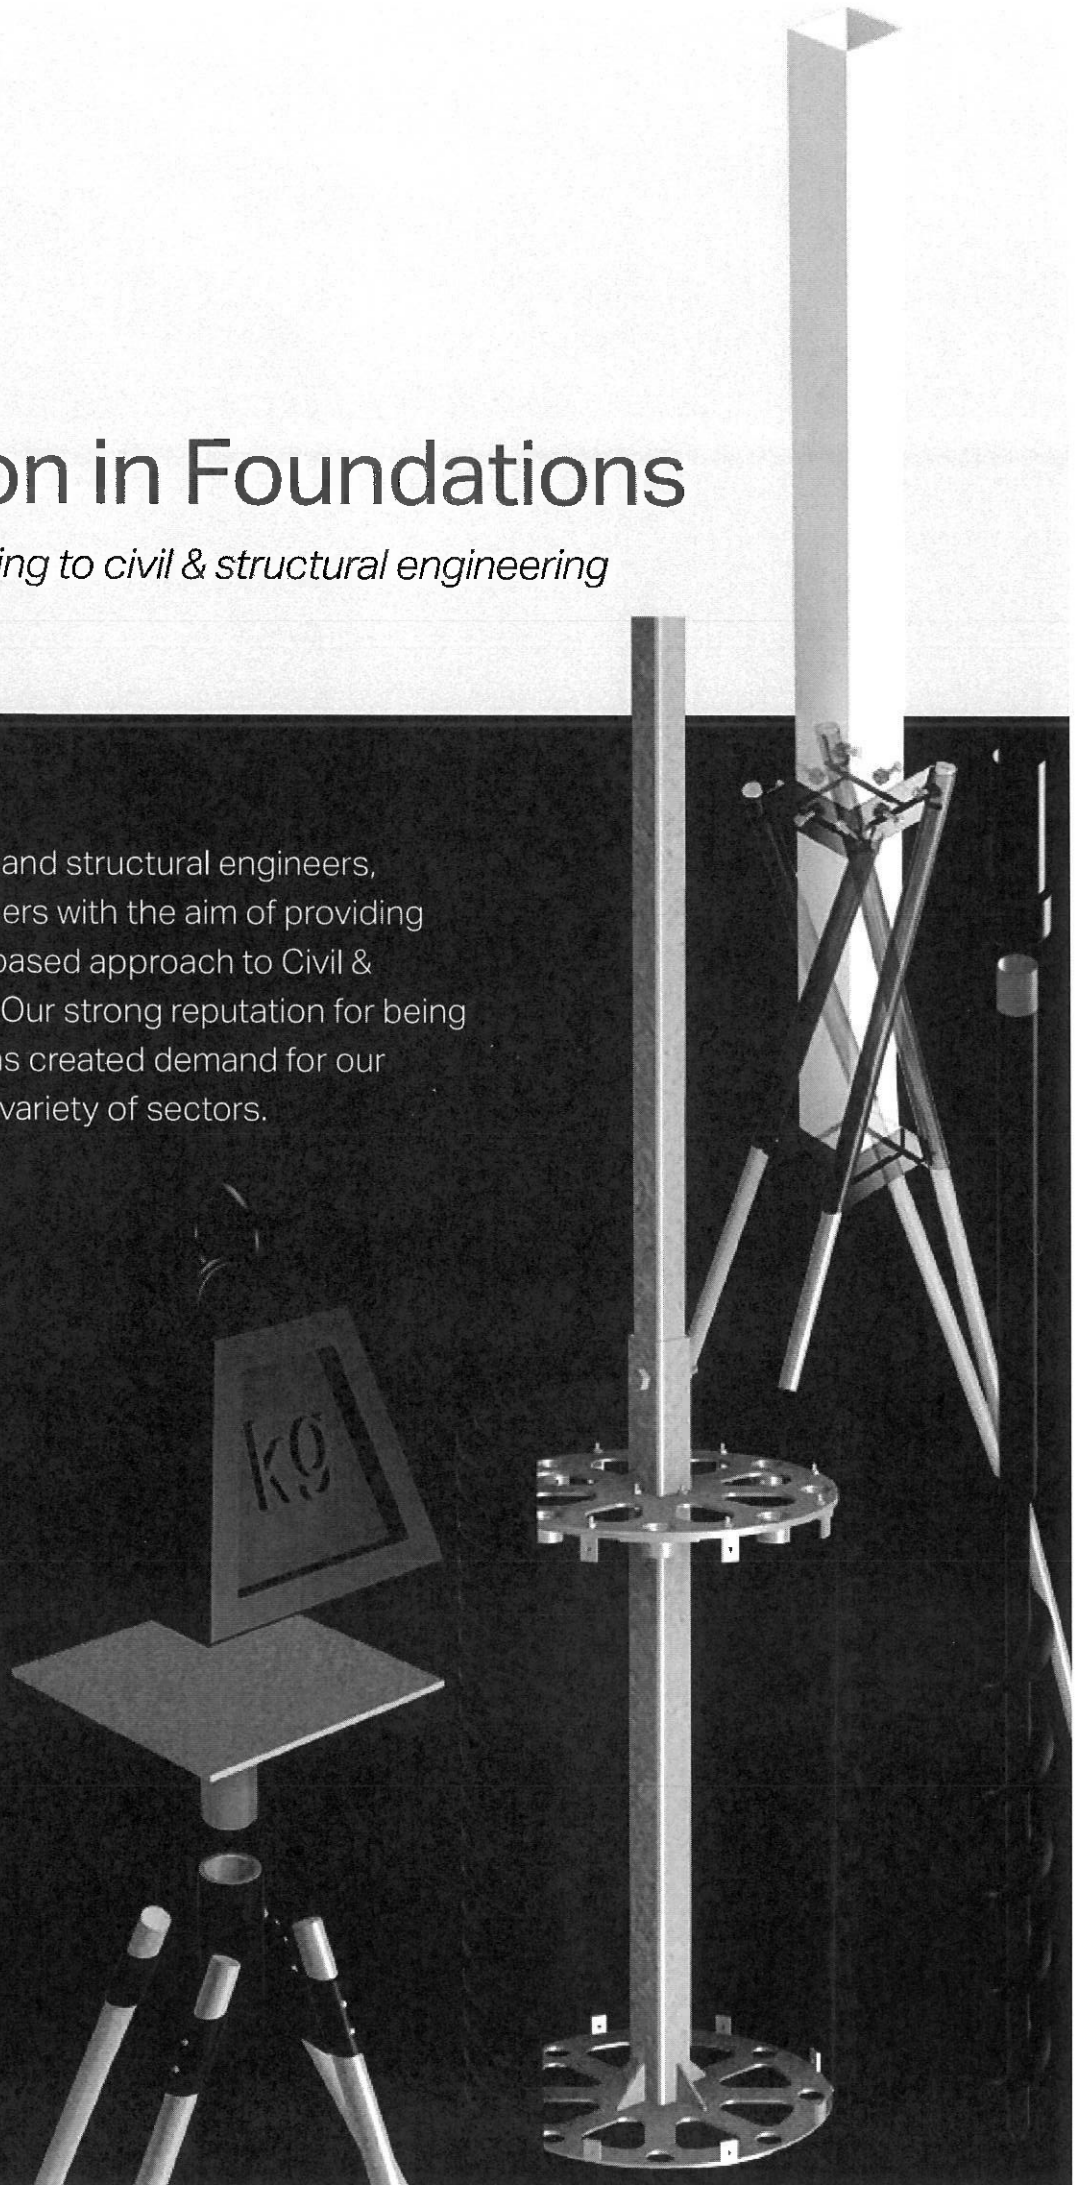 on in Foundations
ing to civil & structural engineering
and structural engineers,
ers with the aim of providing
based approach to Civil &
Our strong reputation for being
as created demand for our
variety of sectors.
kg